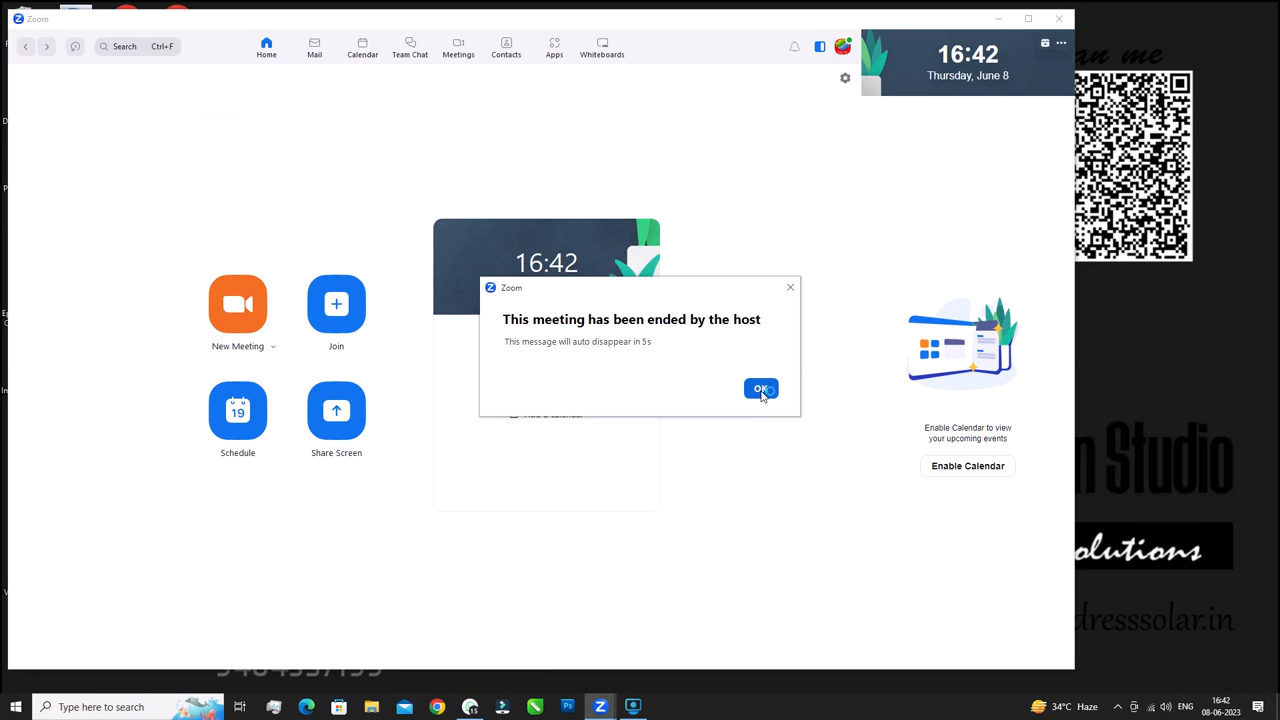 Zoom
Search Ctrl+F
Home
Mail
Calendar
Team Chat
Meetings
Contacts
Apps
Whiteboards
16:42
Thursday, June 8
an me
16:42
Zoom
This meeting has been ended by the host
This message will auto disappear in 5s
OK
New Meeting
Join
19
Schedule
Share Screen
Enable Calendar to view
your upcoming events
Enable Calendar
n Studio
olutions
dresssolar.in
Type here to search
34°C Haze
ENG
16:42
08-06-2023